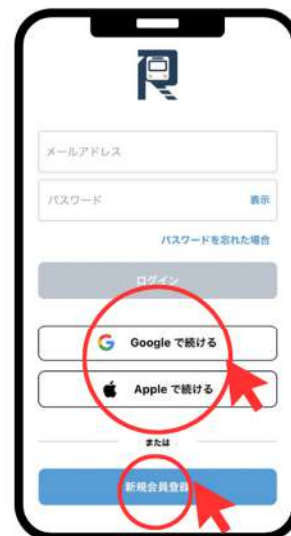 メールアドレス
パスワード 表示
パスワードを忘れた場合
ログイン
Google で続ける
Apple で続ける
または
新規会員登録